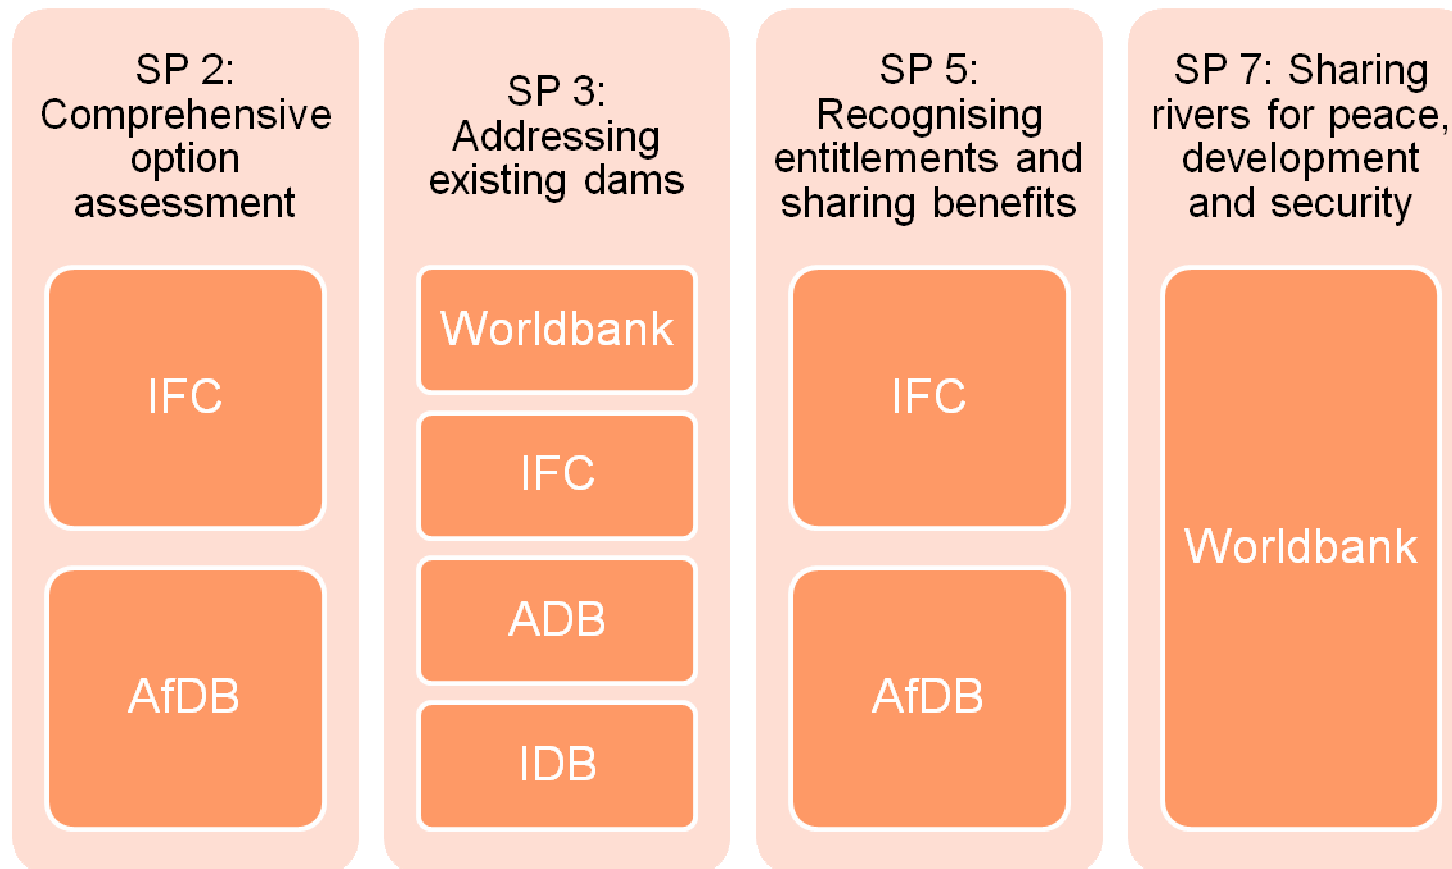 SP 2:
Comprehensive
option
assessment
IFC
AfDB
SP 3:
Addressing
existing dams
Worldbank
IFC
ADB
IDB
SP 5:
Recognising
entitlements and
sharing benefits
IFC
AfDB
SP 7: Sharing
rivers for peace,
development
and security
Worldbank